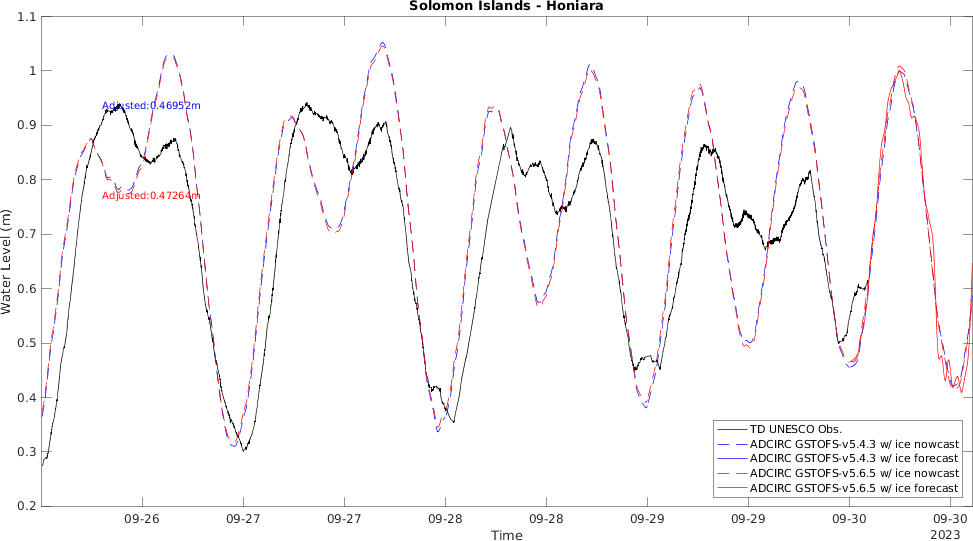 Solomon Islands - Honiara
Water Level (m)
1.1
1
0.9
0.8
0.7
0.6
0.5
0.4
0.3
0.2
Adjusted:0.46952m
Adjusted:0.47264m
TD UNESCO Obs.
ADCIRC GSTOFS-v5.4.3 w/ ice nowcast
ADCIRC GSTOFS-v5.4.3 w/ ice forecast
ADCIRC GSTOFS-v5.6.5 w/ ice nowcast
ADCIRC GSTOFS-v5.6.5 w/ ice forecast
09-26 09-27 09-27 09-28 09-28 09-29 09-29 09-30 09-30
2023
Time